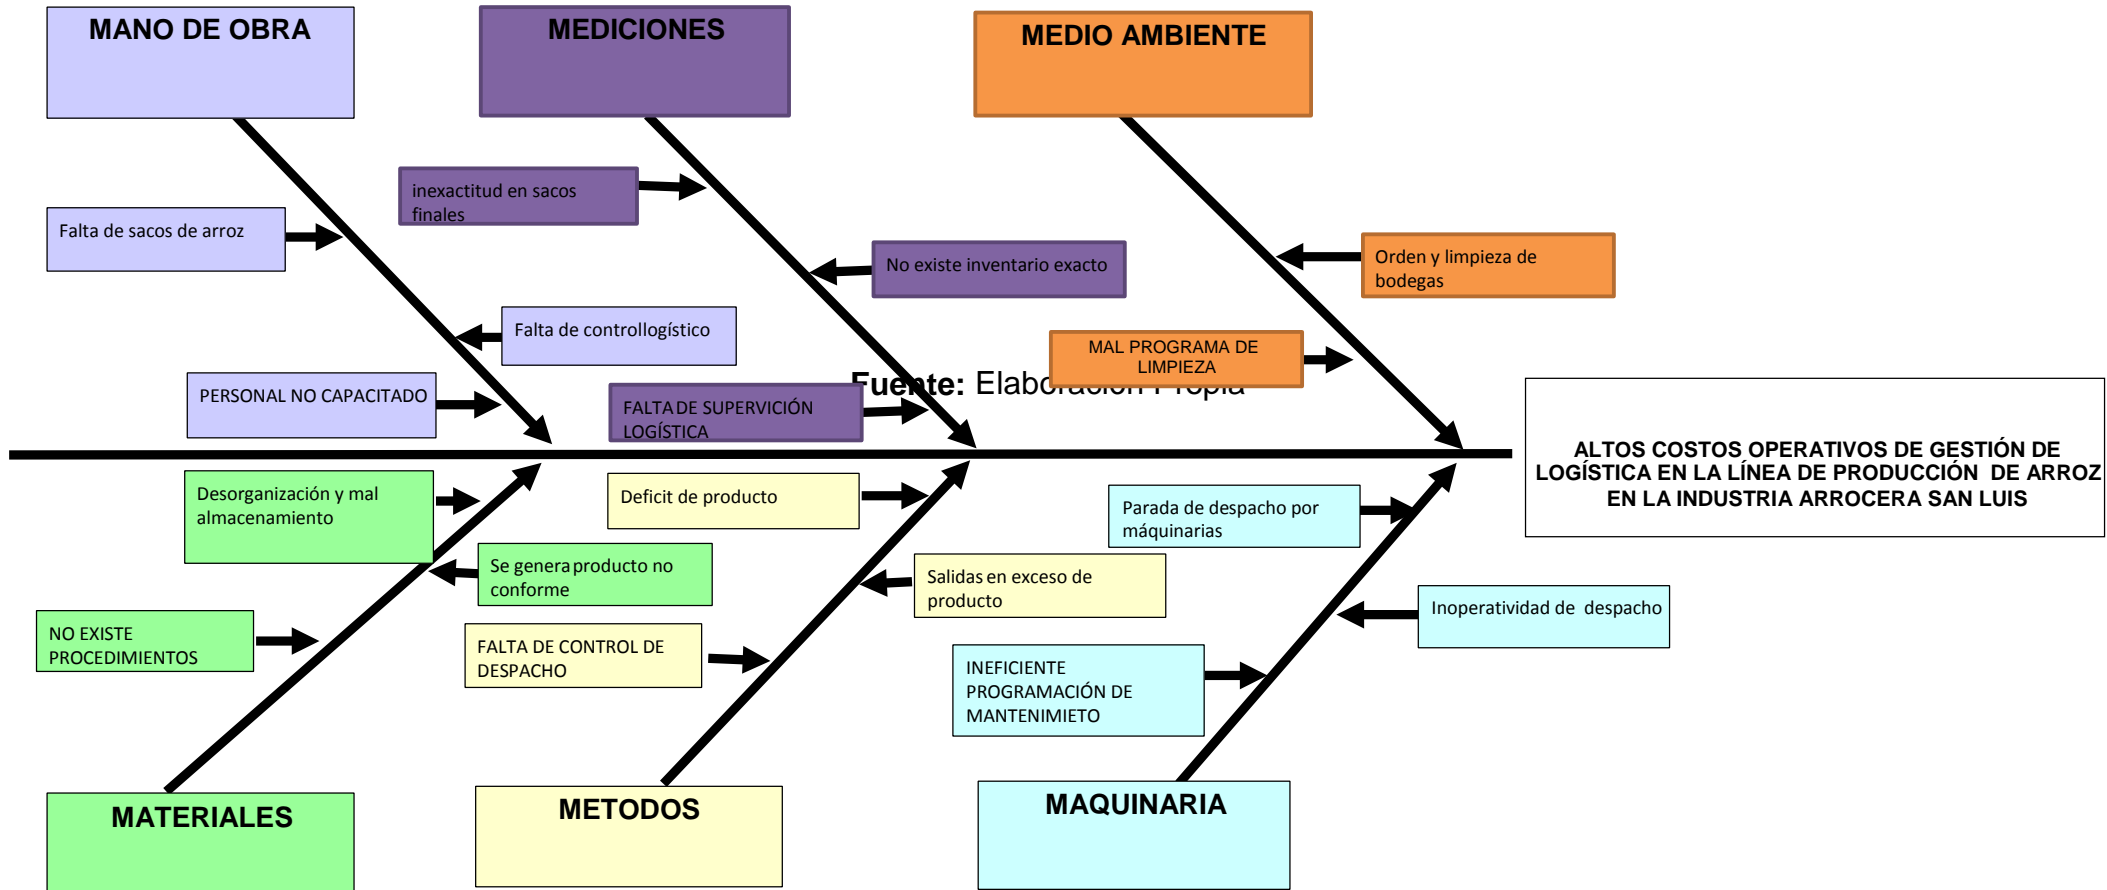 MANO DE OBRA
MEDICIONES
MEDIO AMBIENTE
inexactitud en sacos
finales
Falta de sacos de arroz
No existe inventario exacto
Orden y limpieza de
bodegas
Falta de controllogístico
MAL PROGRAMA DE
LIMPIEZA
PERSONAL NO CAPACITADO
FALTA DE SUPERVICIÓN
LOGÍSTICA
Fuente: Elaboración Propia
ALTOS COSTOS OPERATIVOS DE GESTIÓN DE
LOGÍSTICA EN LA LÍNEA DE PRODUCCIÓN DE ARROZ
EN LA INDUSTRIA ARROCERA SAN LUIS
Desorganización y mal
almacenamiento
Deficit de producto
Parada de despacho por
máquinarias
Se genera producto no
conforme
Salidas en exceso de
producto
Inoperatividad de despacho
NO EXISTE
PROCEDIMIENTOS
FALTA DE CONTROL DE
DESPACHO
INEFICIENTE
PROGRAMACIÓN DE
MANTENIMIETO
MATERIALES
METODOS
MAQUINARIA